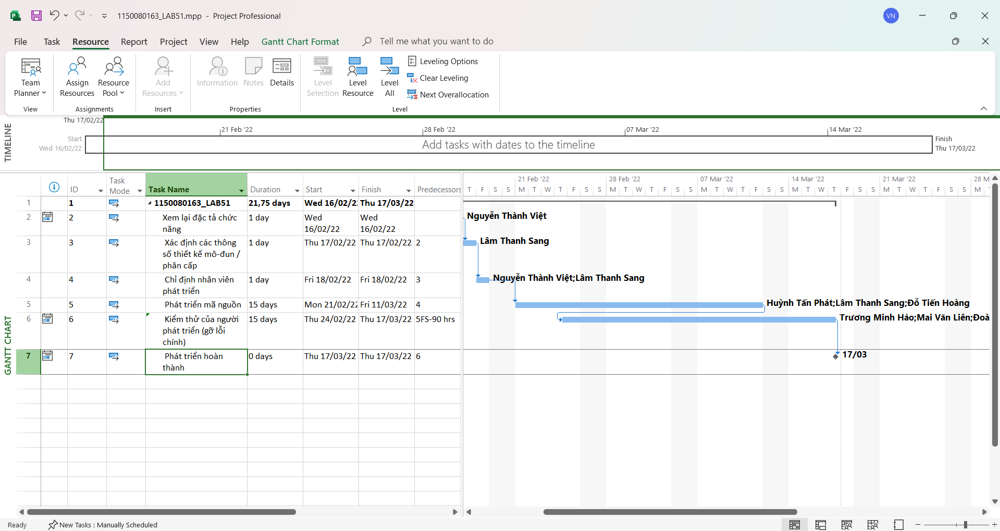 1150080163_LAB51.mpp - Project Professional
VN
File Task Resource Report Project View Help Gantt Chart Format Tell me what you want to do
Team Planner
Assign Resources
Resource Pool
Add Resources
Information
Notes
Details
Level Selection
Level Resource
Level All
Leveling Options
Clear Leveling
Next Overallocation
View Assignments Insert Properties Level
TIMELINE
Thu 17/02/22
21 Feb '22 28 Feb '22 07 Mar '22 14 Mar '22
Start
Wed 16/02/22
Add tasks with dates to the timeline
Finish
Thu 17/03/22
GANTT CHART
ID Task Mode Task Name Duration Start Finish Predecessors
1 1 1150080163_LAB51 21,75 days Wed 16/02/22 Thu 17/03/22
2 2 Xem lại đặc tả chức năng 1 day Wed 16/02/22 Wed 16/02/22
3 3 Xác định các thông số thiết kế mô-đun / phân cấp 1 day Thu 17/02/22 Thu 17/02/22 2
4 4 Chỉ định nhân viên phát triển 1 day Fri 18/02/22 Fri 18/02/22 3
5 5 Phát triển mã nguồn 15 days Mon 21/02/22 Fri 11/03/22 4
6 6 Kiểm thử của người phát triển (gỡ lỗi chính) 15 days Thu 24/02/22 Thu 17/03/22 5FS-90 hrs
7 7 Phát triển hoàn thành 0 days Thu 17/03/22 Thu 17/03/22 6
21 Feb '22 28 Feb '22 07 Mar '22 14 Mar '22 21 Mar '22 28 M
T F S S M T W T F S S M T W T F S S M T W T F S S M T W T F S S M T W T F S S M
Nguyễn Thành Việt
Lâm Thanh Sang
Nguyễn Thành Việt;Lâm Thanh Sang
Huỳnh Tấn Phát;Lâm Thanh Sang;Đỗ Tiến Hoàng
Trương Minh Hảo;Mai Văn Liên;Đoà
17/03
Ready New Tasks : Manually Scheduled